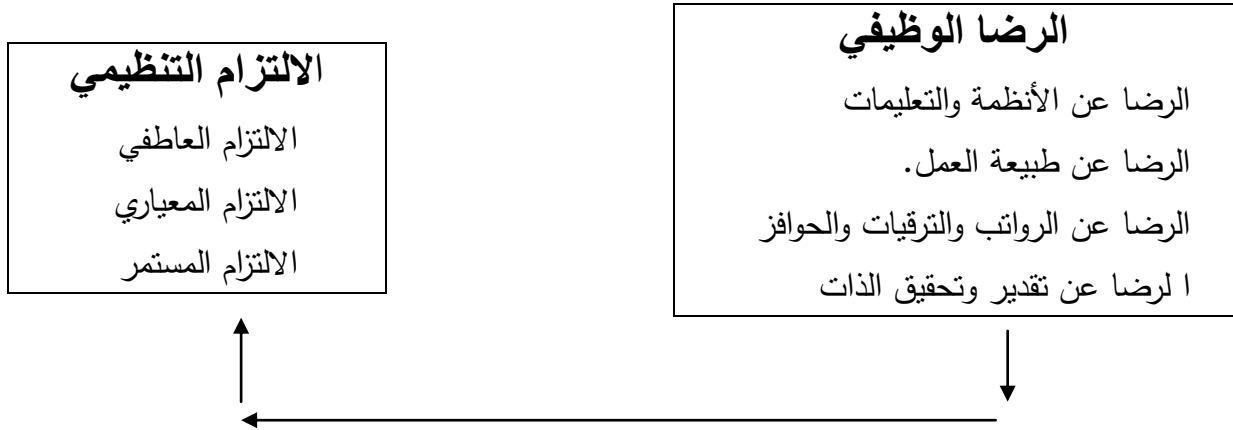 الرضا الوظيفي
الرضا عن الأنظمة والتعليمات
الرضا عن طبيعة العمل.
الرضا عن الرواتب والترقيات والحوافز
ا لرضا عن تقدير وتحقيق الذات
الالتزام التنظيمي
الالتزام العاطفي
الالتزام المعياري
الالتزام المستمر